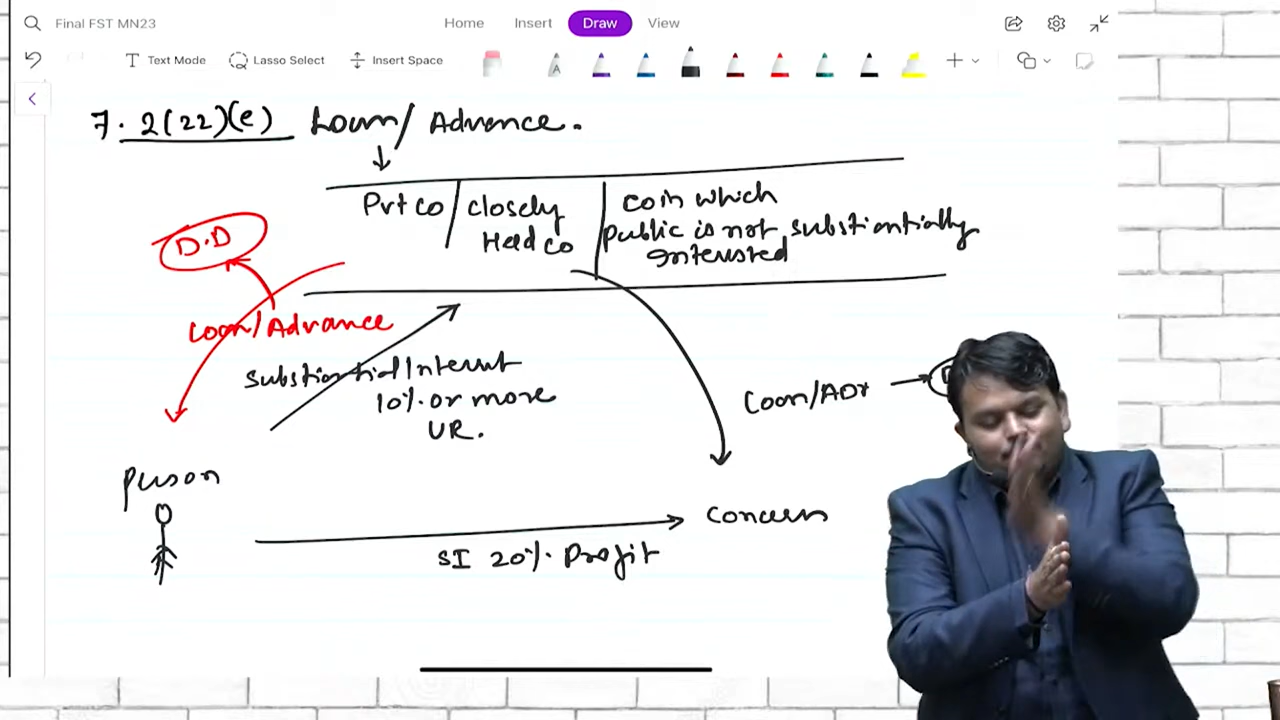 Final FST MN23
Home Insert Draw View
Text Mode Lasso Select Insert Space
7. 2(22)(e) Loan/Advance.
Pvt Co closely Held co Co in which public is not substiantially Interested
D.D
Loan/Advance
Substiantial Interest
10% or more
VR.
Loan/ADV
Person
Concern
SI 20% Profit